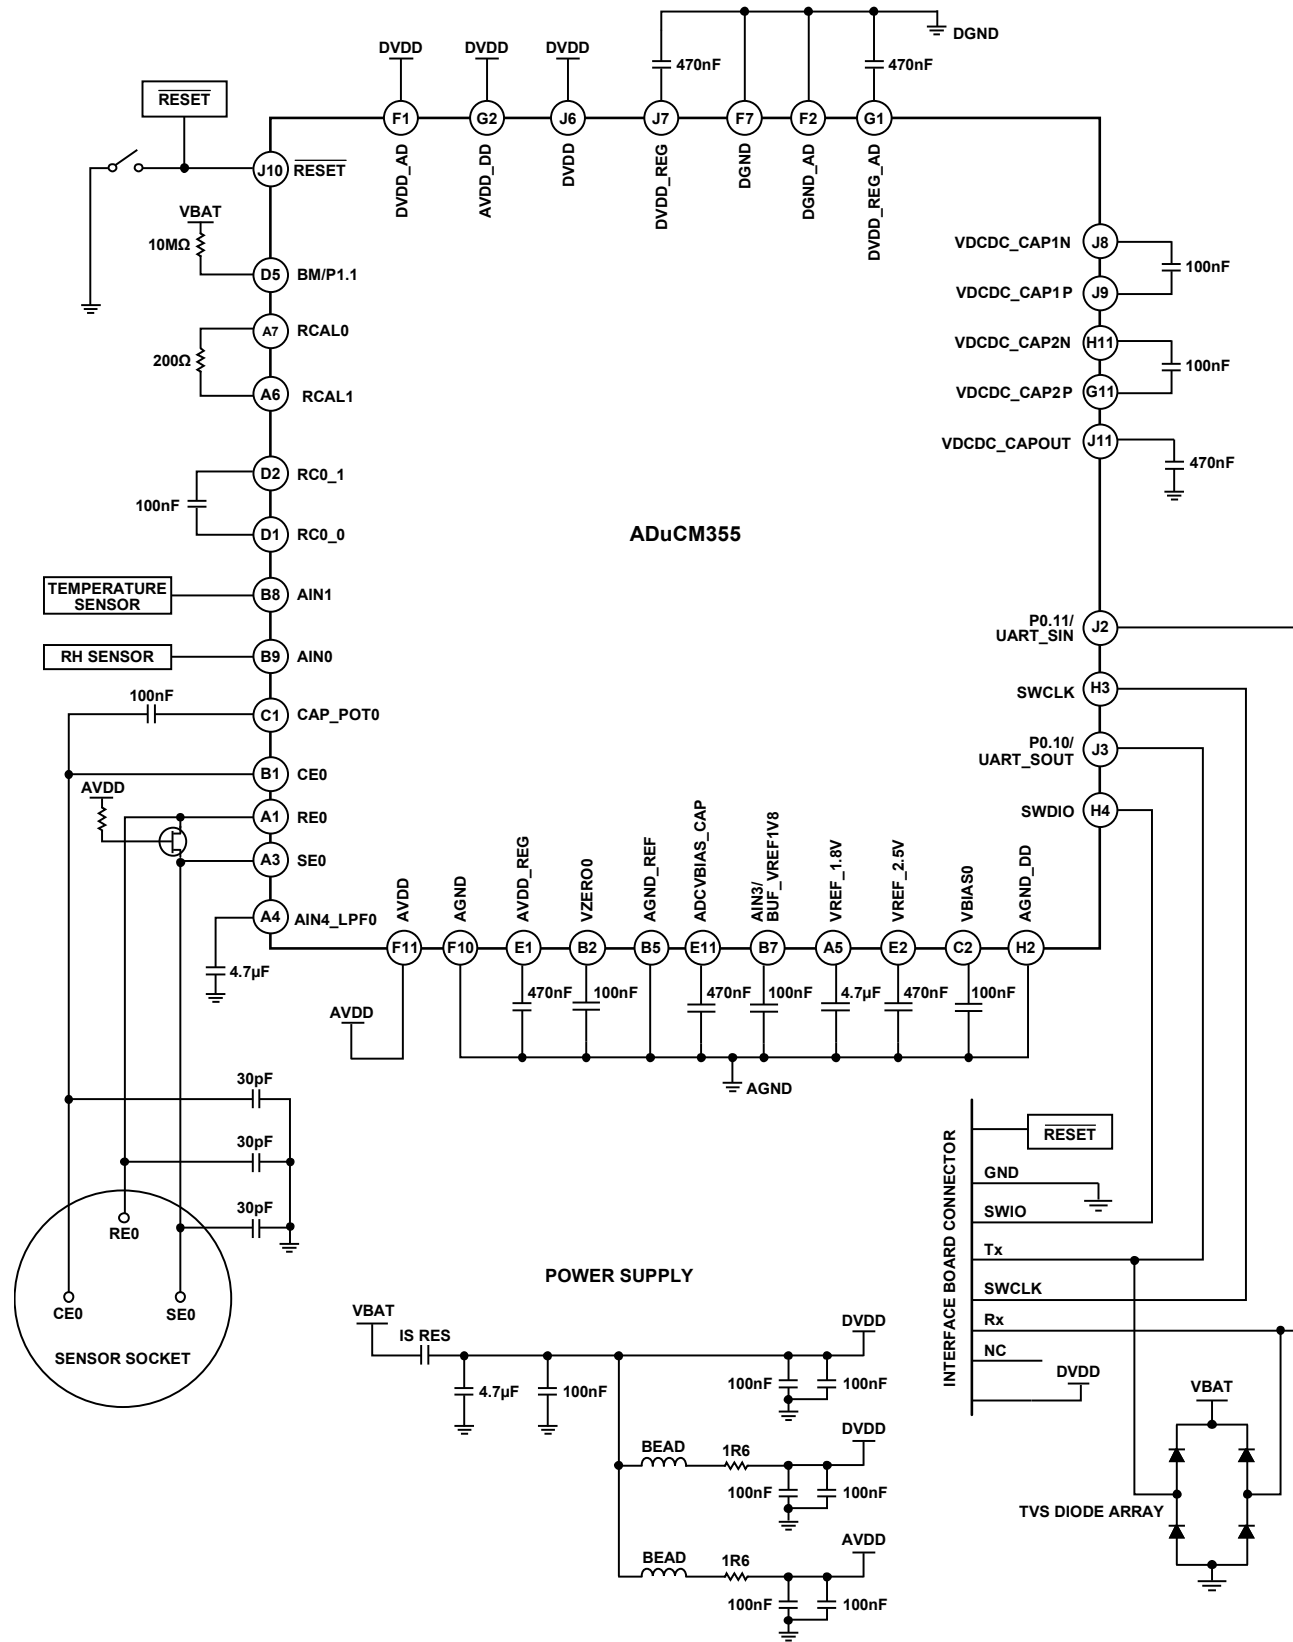 DGND
DVDD
DVDD
DVDD
470nF
470nF
RESET
F1
G2
J6
J7
F7
F2
G1
DVDD_AD
AVDD_DD
DVDD
DVDD_REG
DGND
DGND_AD
DVDD_REG_AD
J10
RESET
VBAT
10MΩ
D5
BM/P1.1
A7
RCAL0
200Ω
A6
RCAL1
D2
RC0_1
100nF
D1
RC0_0
TEMPERATURE
SENSOR
B8
AIN1
RH SENSOR
B9
AIN0
100nF
C1
CAP_POT0
B1
CE0
AVDD
A1
RE0
A3
SE0
A4
AIN4_LPF0
4.7µF
ADuCM355
VDCDC_CAP1N
J8
100nF
VDCDC_CAP1P
J9
VDCDC_CAP2N
H11
100nF
VDCDC_CAP2P
G11
VDCDC_CAPOUT
J11
470nF
P0.11/
UART_SIN
J2
SWCLK
H3
P0.10/
UART_SOUT
J3
SWDIO
H4
AVDD
AGND
AVDD_REG
VZERO0
AGND_REF
ADCVBIAS_CAP
AIN3/
BUF_VREF1V8
VREF_1.8V
VREF_2.5V
VBIAS0
AGND_DD
F11
F10
E1
B2
B5
E11
B7
A5
E2
C2
H2
470nF
100nF
470nF
100nF
4.7µF
470nF
100nF
AVDD
AGND
30pF
30pF
30pF
RE0
CE0
SE0
SENSOR SOCKET
POWER SUPPLY
VBAT
IS RES
DVDD
4.7µF
100nF
100nF
100nF
BEAD
1R6
DVDD
100nF
100nF
BEAD
1R6
AVDD
100nF
100nF
INTERFACE BOARD CONNECTOR
RESET
GND
SWIO
Tx
SWCLK
Rx
NC
DVDD
VBAT
TVS DIODE ARRAY